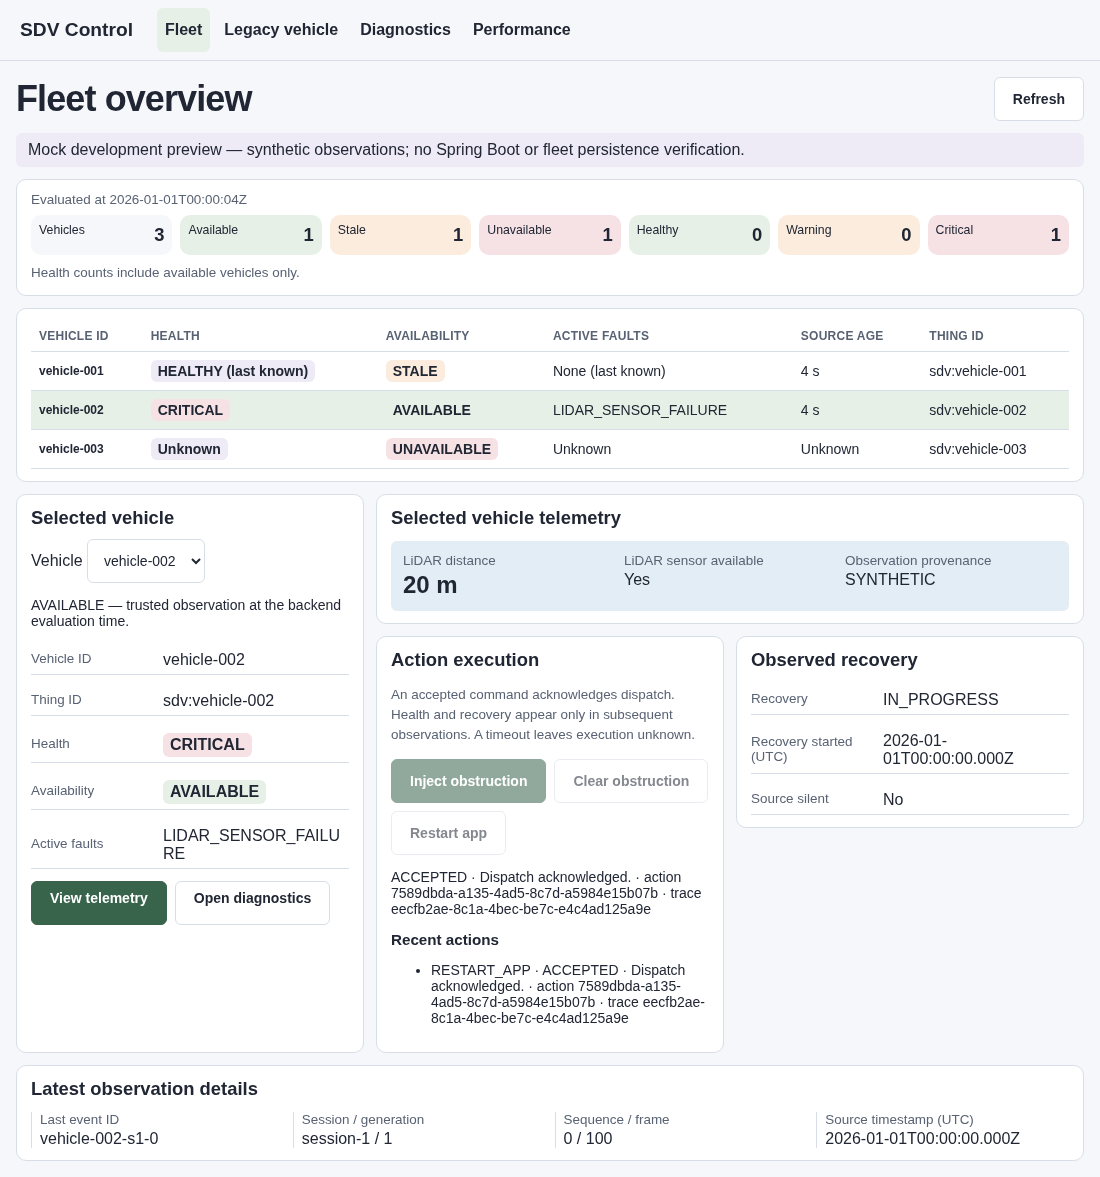 SDV Control Fleet Legacy vehicle Diagnostics Performance
Fleet overview
Refresh
Mock development preview — synthetic observations; no Spring Boot or fleet persistence verification.
Evaluated at 2026-01-01T00:00:04Z
Vehicles 3 Available 1 Stale 1 Unavailable 1 Healthy 0 Warning 0 Critical 1
Health counts include available vehicles only.
VEHICLE ID HEALTH AVAILABILITY ACTIVE FAULTS SOURCE AGE THING ID
vehicle-001 HEALTHY (last known) STALE None (last known) 4 s sdv:vehicle-001
vehicle-002 CRITICAL AVAILABLE LIDAR_SENSOR_FAILURE 4 s sdv:vehicle-002
vehicle-003 Unknown UNAVAILABLE Unknown Unknown sdv:vehicle-003
Selected vehicle
Vehicle vehicle-002
AVAILABLE — trusted observation at the backend
evaluation time.
Vehicle ID vehicle-002
Thing ID sdv:vehicle-002
Health CRITICAL
Availability AVAILABLE
Active faults LIDAR_SENSOR_FAILU
RE
View telemetry Open diagnostics
Selected vehicle telemetry
LiDAR distance LiDAR sensor available Observation provenance
20 m Yes SYNTHETIC
Action execution
An accepted command acknowledges dispatch.
Health and recovery appear only in subsequent
observations. A timeout leaves execution unknown.
Inject obstruction Clear obstruction
Restart app
ACCEPTED · Dispatch acknowledged. · action
7589dbda-a135-4ad5-8c7d-a5984e15b07b · trace
eecfb2ae-8c1a-4bec-be7c-e4c4ad125a9e
Recent actions
• RESTART_APP · ACCEPTED · Dispatch
acknowledged. · action 7589dbda-a135-
4ad5-8c7d-a5984e15b07b · trace eecfb2ae-
8c1a-4bec-be7c-e4c4ad125a9e
Observed recovery
Recovery IN_PROGRESS
Recovery started
(UTC)
2026-01-
01T00:00:00.000Z
Source silent No
Latest observation details
Last event ID Session / generation Sequence / frame Source timestamp (UTC)
vehicle-002-s1-0 session-1 / 1 0 / 100 2026-01-01T00:00:00.000Z